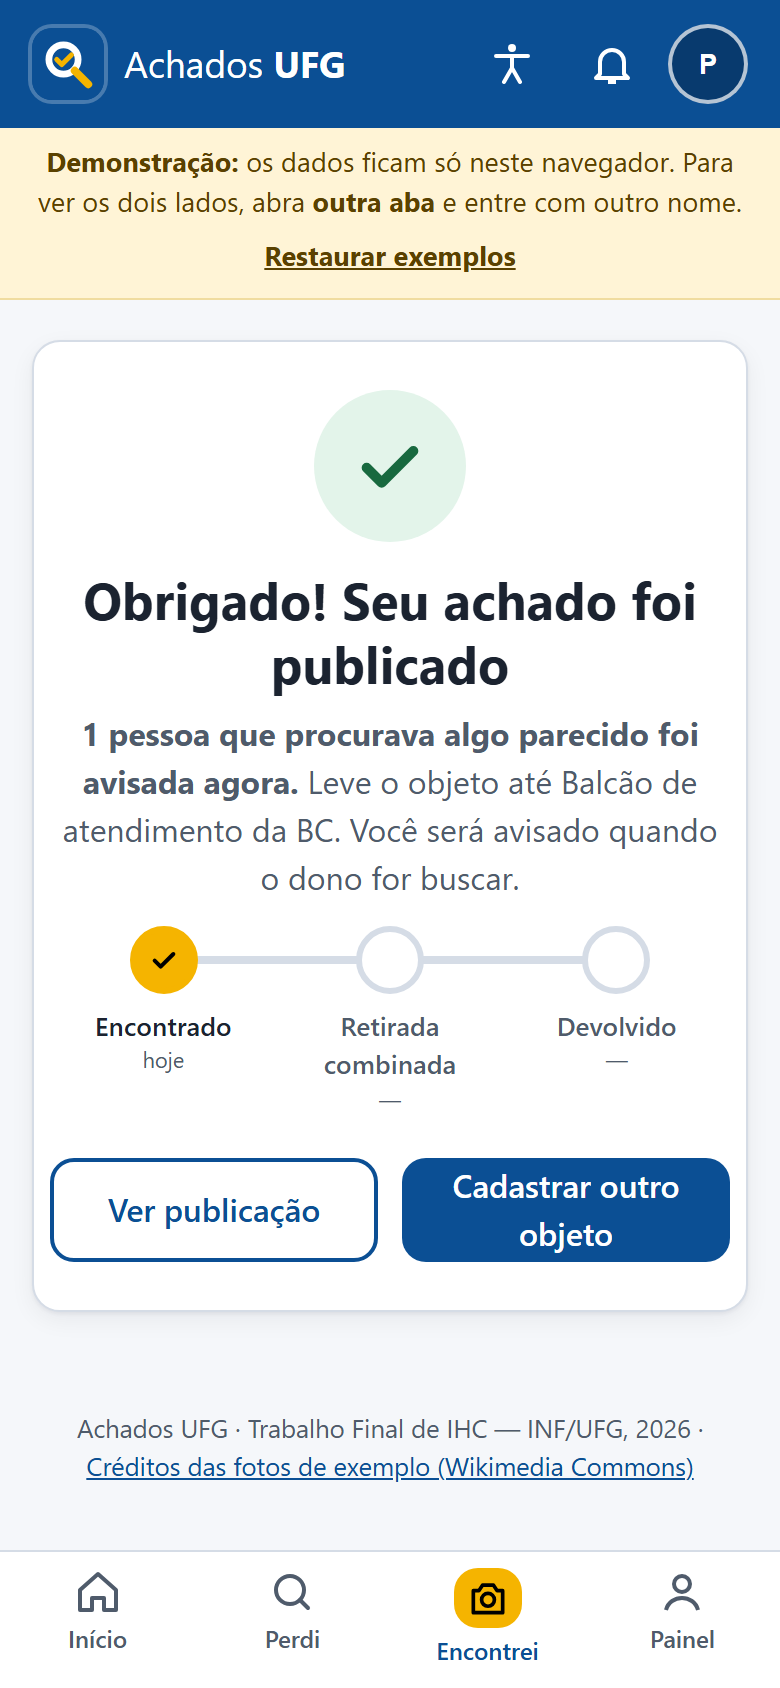 Achados UFG
P
Demonstração: os dados ficam só neste navegador. Para
ver os dois lados, abra outra aba e entre com outro nome.
Restaurar exemplos
Obrigado! Seu achado foi
publicado
1 pessoa que procurava algo parecido foi
avisada agora. Leve o objeto até Balcão de
atendimento da BC. Você será avisado quando
o dono for buscar.
Encontrado
hoje
Retirada
combinada
—
Devolvido
—
Ver publicação
Cadastrar outro
objeto
Achados UFG · Trabalho Final de IHC — INF/UFG, 2026 ·
Créditos das fotos de exemplo (Wikimedia Commons)
Início
Perdi
Encontrei
Painel